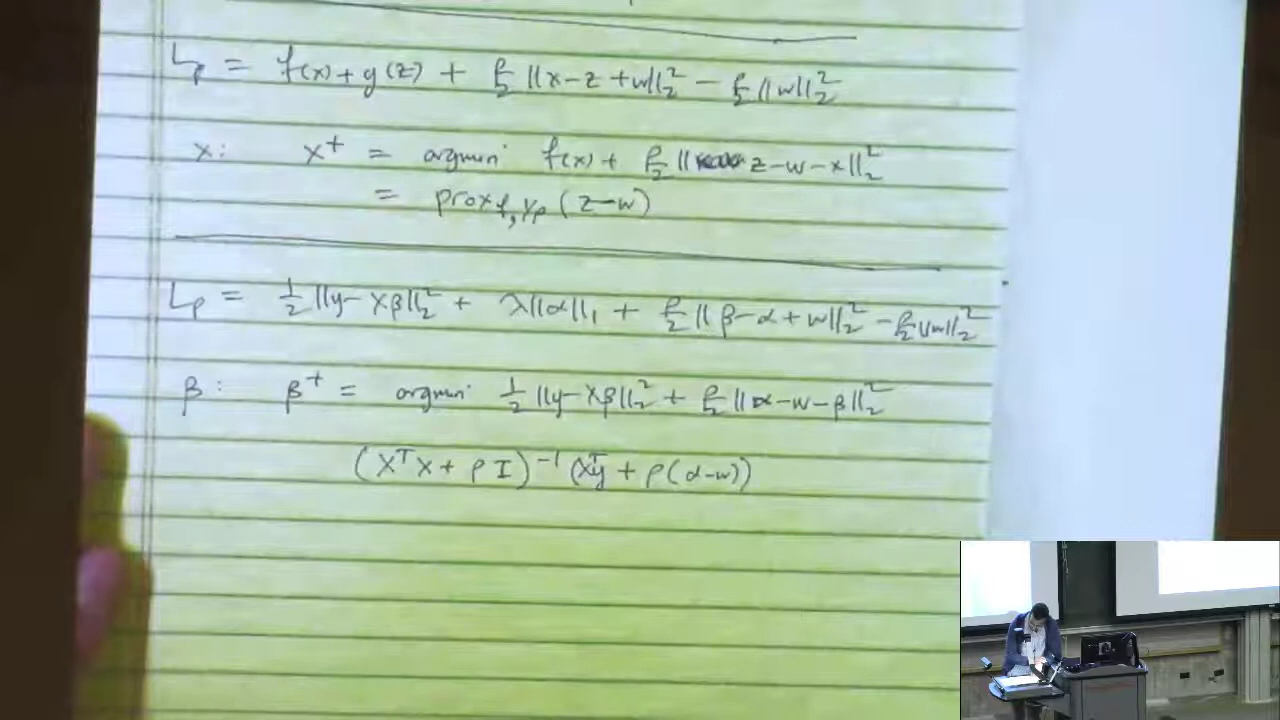 L_ρ = f(x) + g(z) + ρ/2 ||x − z + w||₂² − ρ/2 ||w||₂²
x: x⁺ = argmin f(x) + ρ/2 || z − w − x||₂²
= prox_{f,1/ρ} (z − w)
L_ρ = 1/2 ||y − Xβ||₂² + λ||α||₁ + ρ/2 || β − α + w||₂² − ρ/2 ||w||₂²
β: β⁺ = argmin 1/2 ||y − Xβ||₂² + ρ/2 ||α − w − β||₂²
(XᵀX + ρI)⁻¹ (Xᵀy + ρ(α − w))